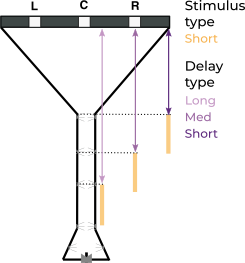 L C R
Stimulus
type
Short
Delay
type
Long
Med
Short